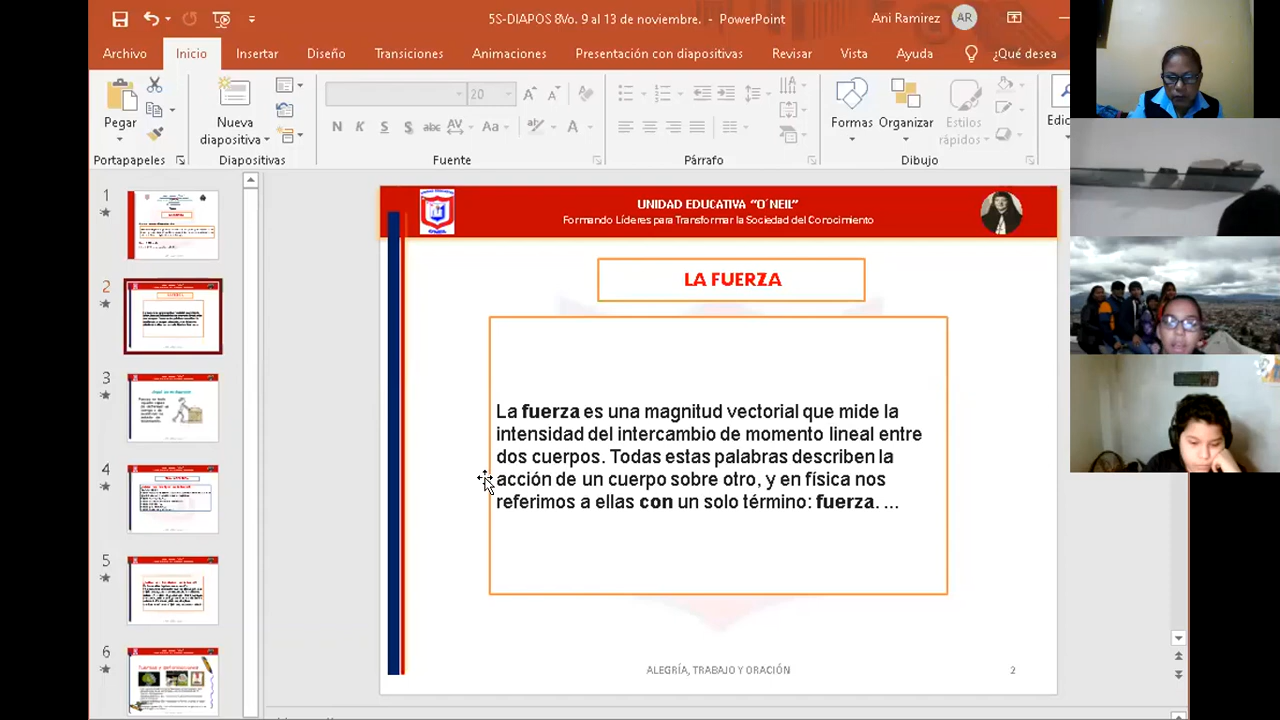 5S-DIAPOS 8Vo. 9 al 13 de noviembre. - PowerPoint
Ani Ramirez AR
Archivo Inicio Insertar Diseño Transiciones Animaciones Presentación con diapositivas Revisar Vista Ayuda ¿Qué desea
Pegar
Nueva
diapositiva
20
N K S S abc AV Aa A
Formas Organizar Estilos
rápidos
Portapapeles Diapositivas Fuente Párrafo Dibujo
1
2
3
4
5
6
UNIDAD EDUCATIVA "O´NEIL"
Formando Líderes para Transformar la Sociedad del Conocimiento
LA FUERZA
La fuerzaes una magnitud vectorial que mide la
intensidad del intercambio de momento lineal entre
dos cuerpos. Todas estas palabras describen la
acción de un cuerpo sobre otro, y en física nos
referimos a ellas con un solo término: fuerza. ...
ALEGRÍA, TRABAJO Y ORACIÓN 2